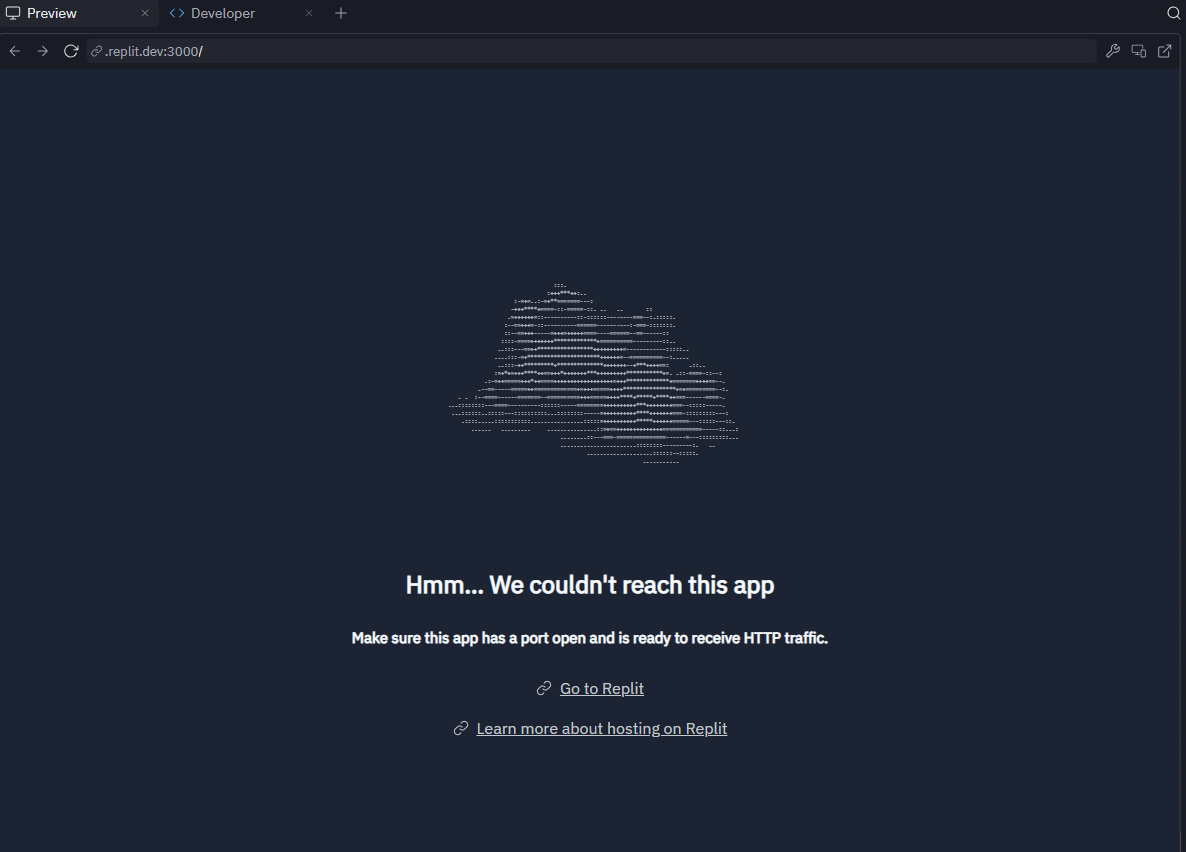 Preview
Developer
.replit.dev:3000/
Hmm... We couldn't reach this app
Make sure this app has a port open and is ready to receive HTTP traffic.
Go to Replit
Learn more about hosting on Replit